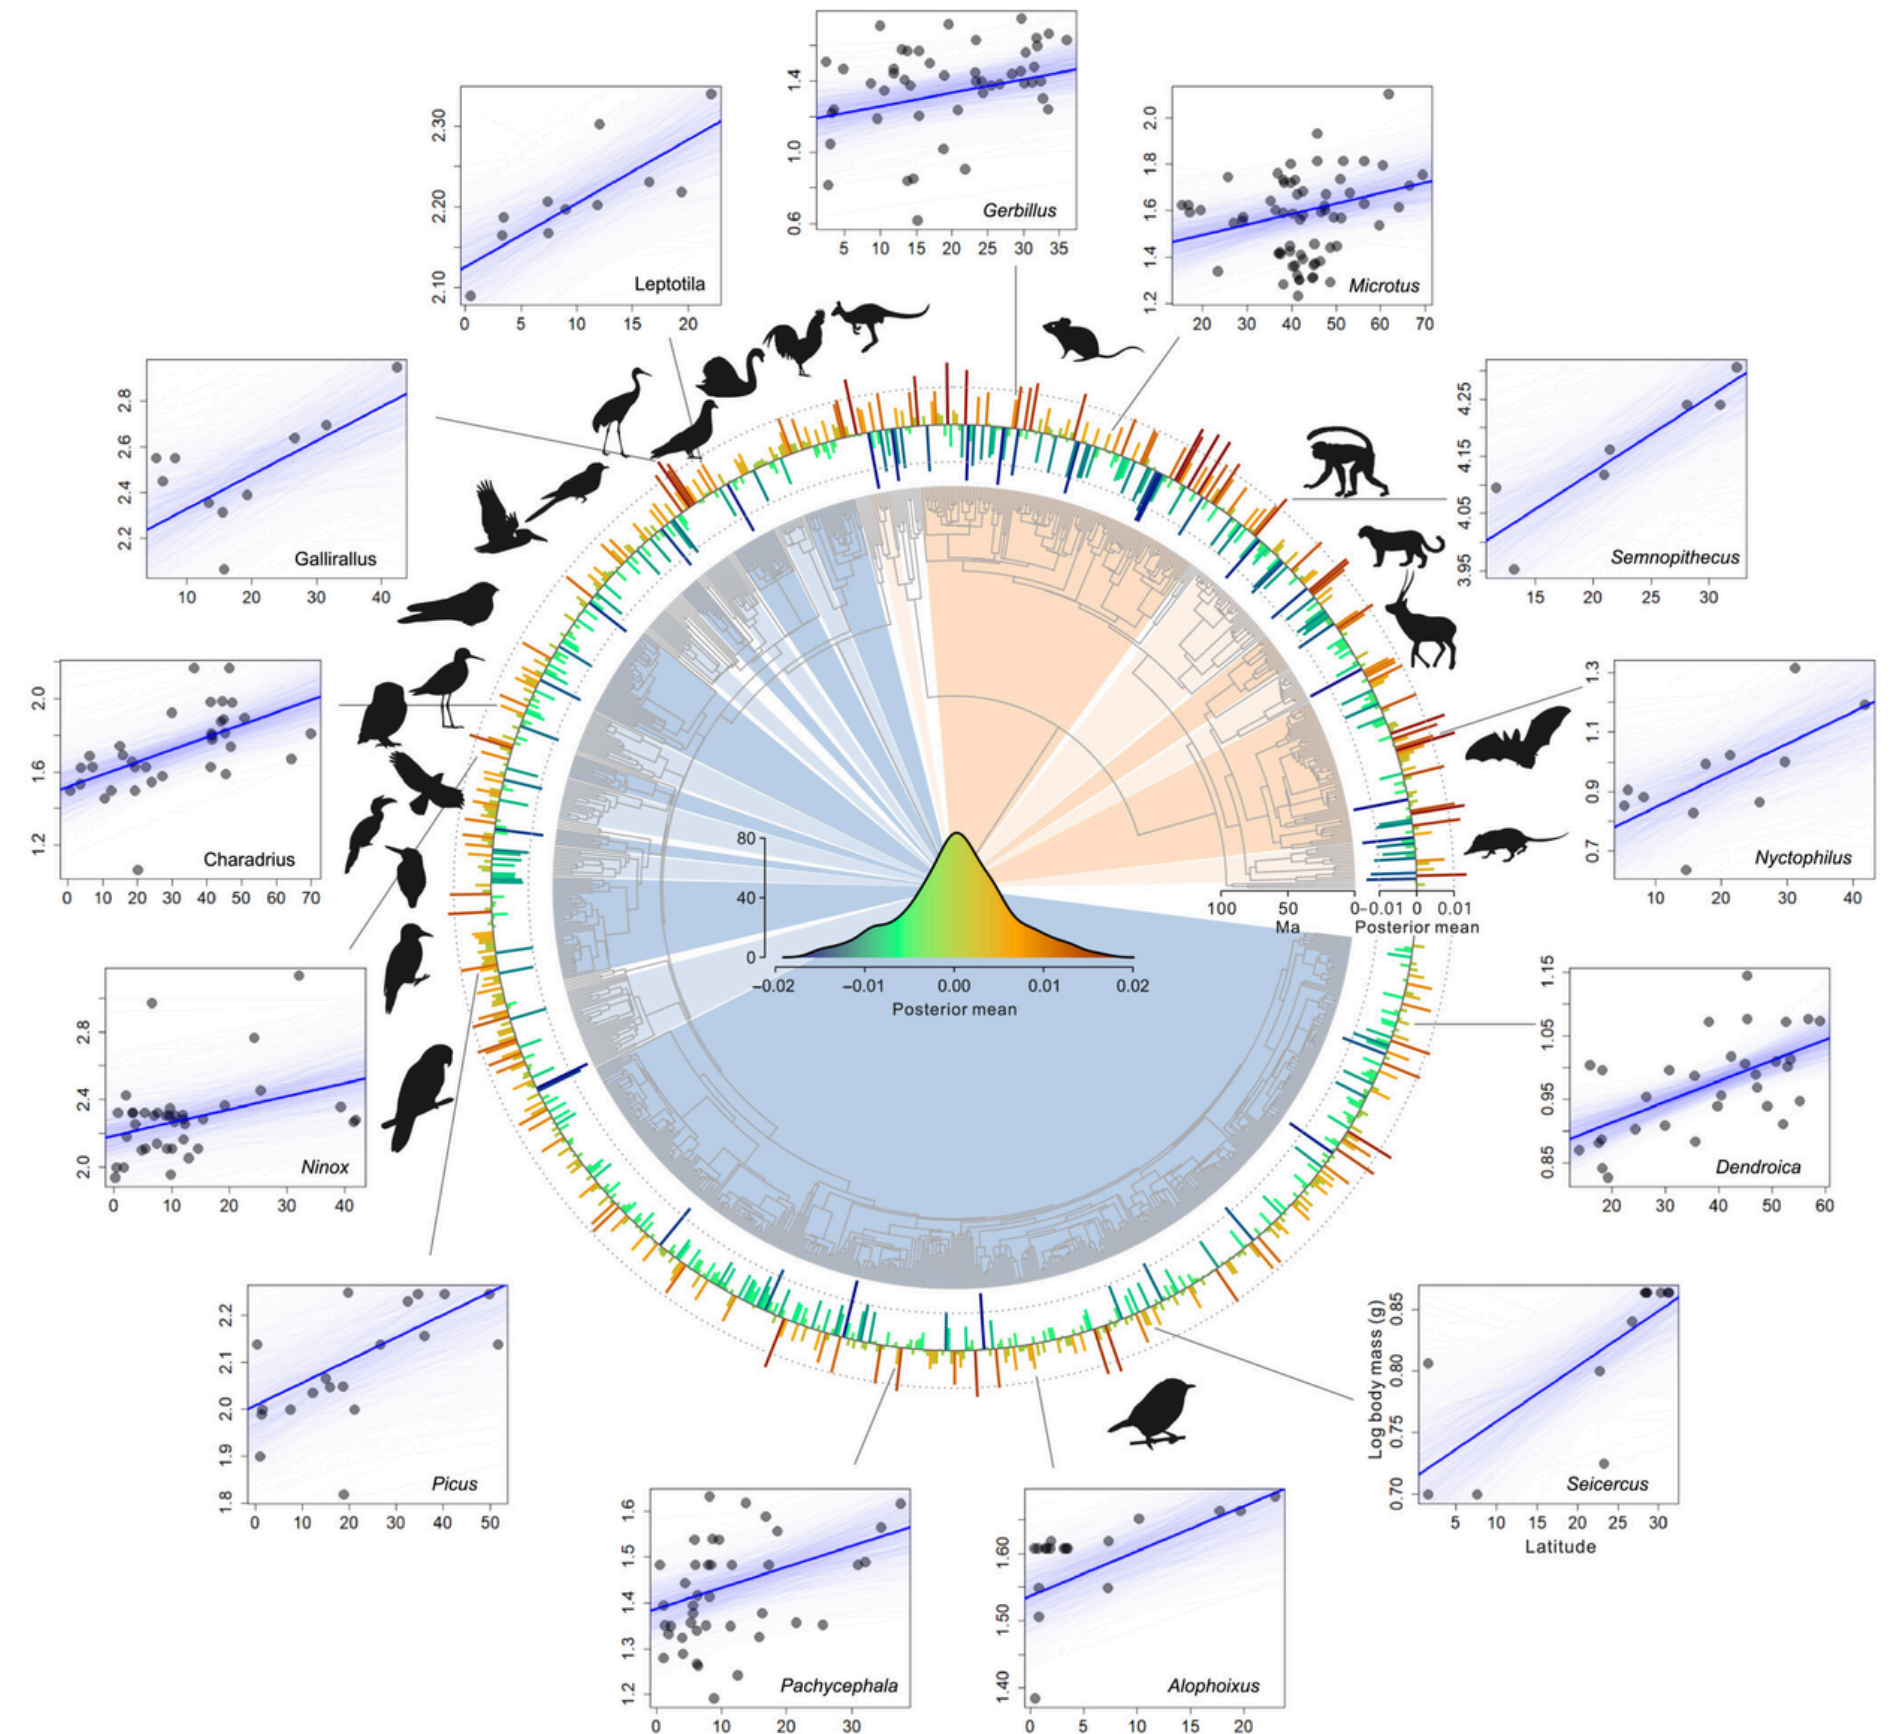 Gerbillus
0.6 1.0 1.4
5 10 15 20 25 30 35
Leptotila
2.10 2.20 2.30
0 5 10 15 20
Microtus
1.2 1.4 1.6 1.8 2.0
20 30 40 50 60 70
Gallirallus
2.2 2.4 2.6 2.8
10 20 30 40
Semnopithecus
3.95 4.05 4.15 4.25
15 20 25 30
Charadrius
1.2 1.6 2.0
0 10 20 30 40 50 60 70
Nyctophilus
0.7 0.9 1.1 1.3
10 20 30 40
80
40
0
−0.02 −0.01 0.00 0.01 0.02
Posterior mean
100 50 0
Ma
−0.01 0 0.01
Posterior mean
Ninox
2.0 2.4 2.8
0 10 20 30 40
Dendroica
0.85 0.95 1.05 1.15
20 30 40 50 60
Picus
1.8 1.9 2.0 2.1 2.2
0 10 20 30 40 50
Seicercus
Log body mass (g)
0.70 0.75 0.80 0.85
5 10 15 20 25 30
Latitude
Pachycephala
1.2 1.3 1.4 1.5 1.6
0 10 20 30
Alophoixus
1.40 1.50 1.60
0 5 10 15 20